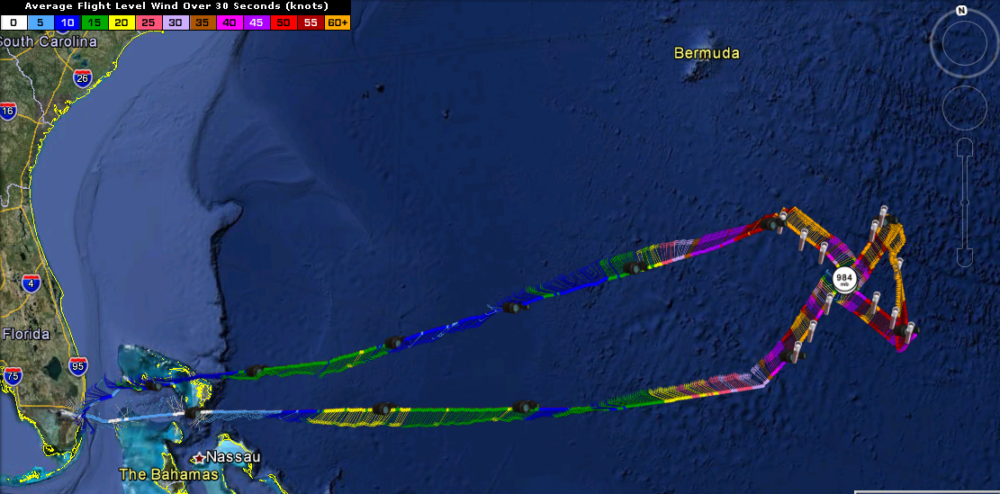 Average Flight Level Wind Over 30 Seconds (knots)
0 5 10 15 20 25 30 35 40 45 50 55 60+
N
South Carolina
Bermuda
26
16
984
mb
4
Florida
95
75
Nassau
The Bahamas